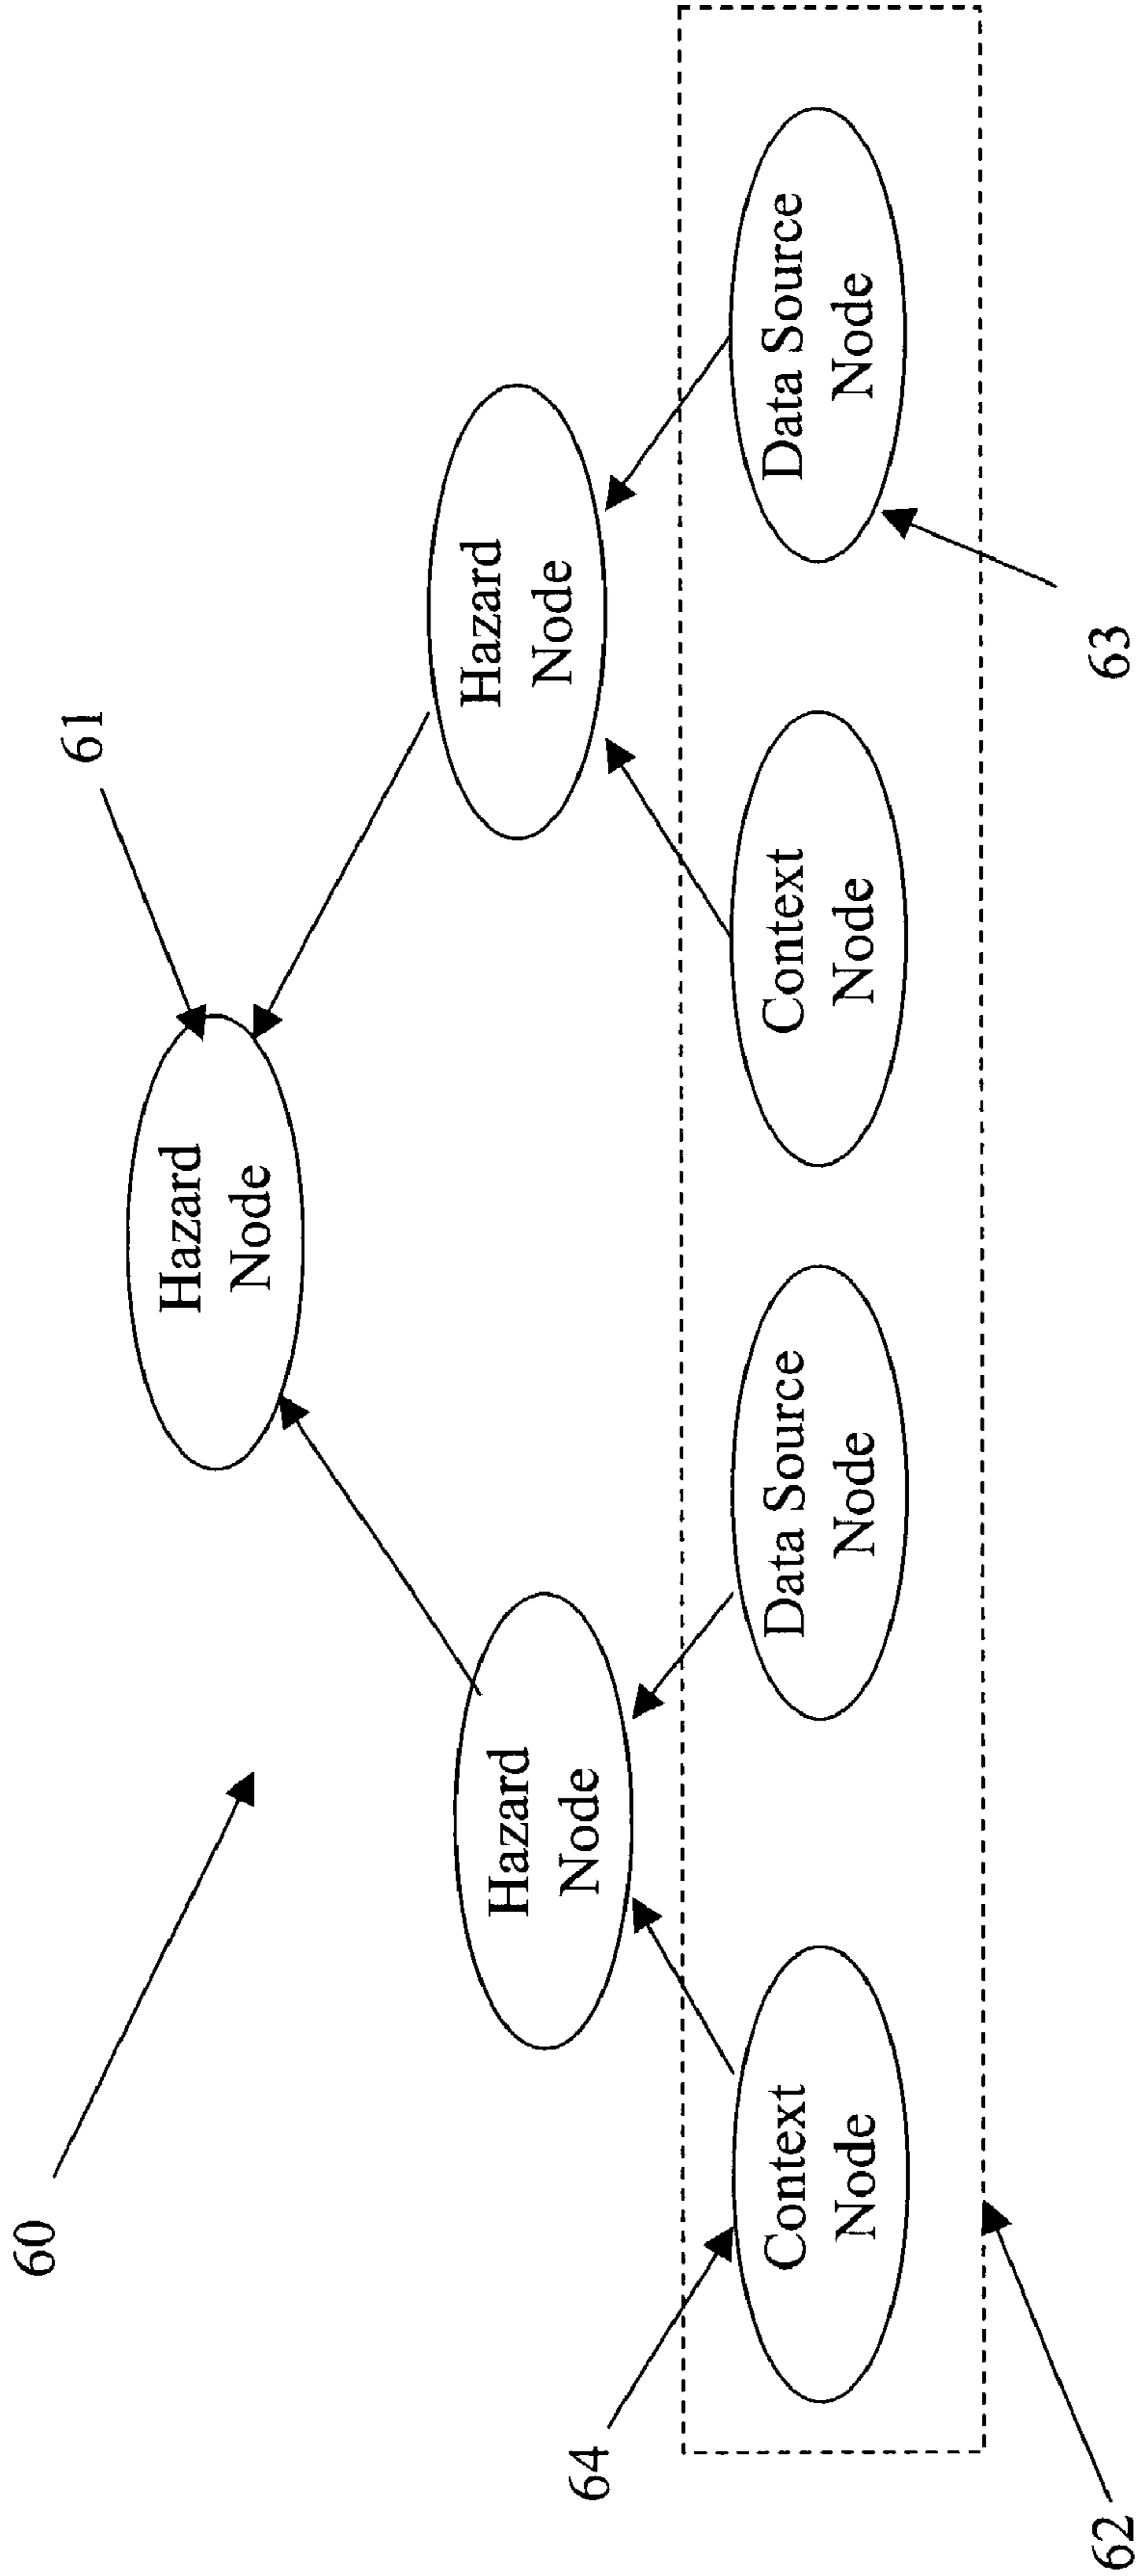 60
61
Hazard
Node
Hazard
Node
Hazard
Node
64
Context
Node
Data Source
Node
Context
Node
Data Source
Node
62
63